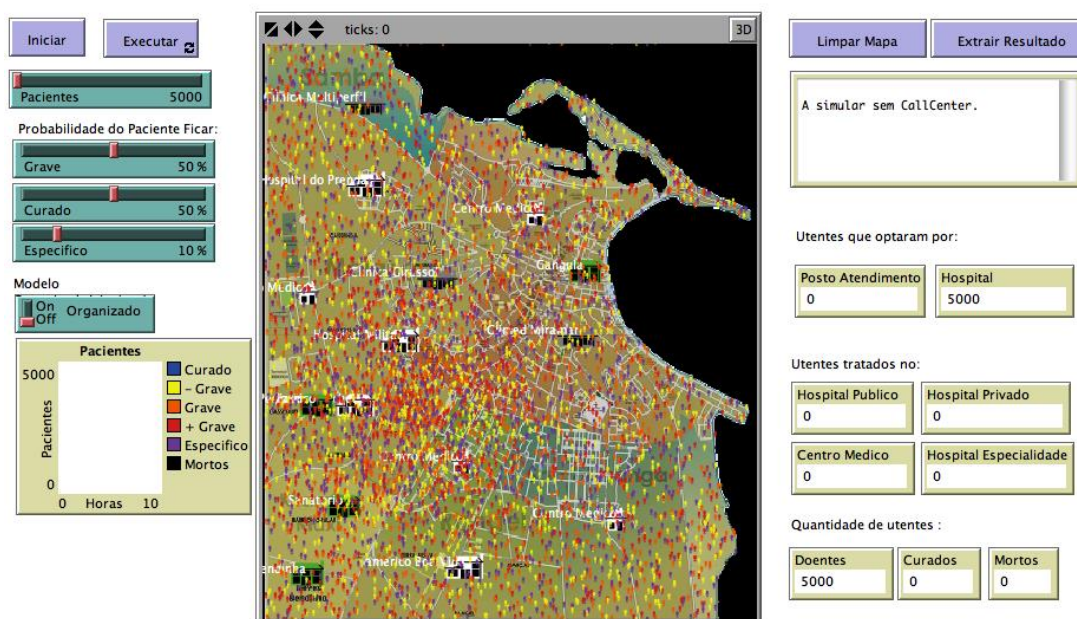 Iniciar
Executar
Pacientes 5000
Probabilidade do Paciente Ficar:
Grave 50 %
Curado 50 %
Especifico 10 %
Modelo
On
Off
Organizado
Pacientes
5000
Pacientes
0
0 Horas 10
Curado
- Grave
Grave
+ Grave
Especifico
Mortos
ticks: 0
3D
Hospital Militar
Gangula
Centro Medico
Sanatorio
Limpar Mapa
Extrair Resultado
A simular sem CallCenter.
Utentes que optaram por:
Posto Atendimento
0
Hospital
5000
Utentes tratados no:
Hospital Publico
0
Hospital Privado
0
Centro Medico
0
Hospital Especialidade
0
Quantidade de utentes :
Doentes
5000
Curados
0
Mortos
0